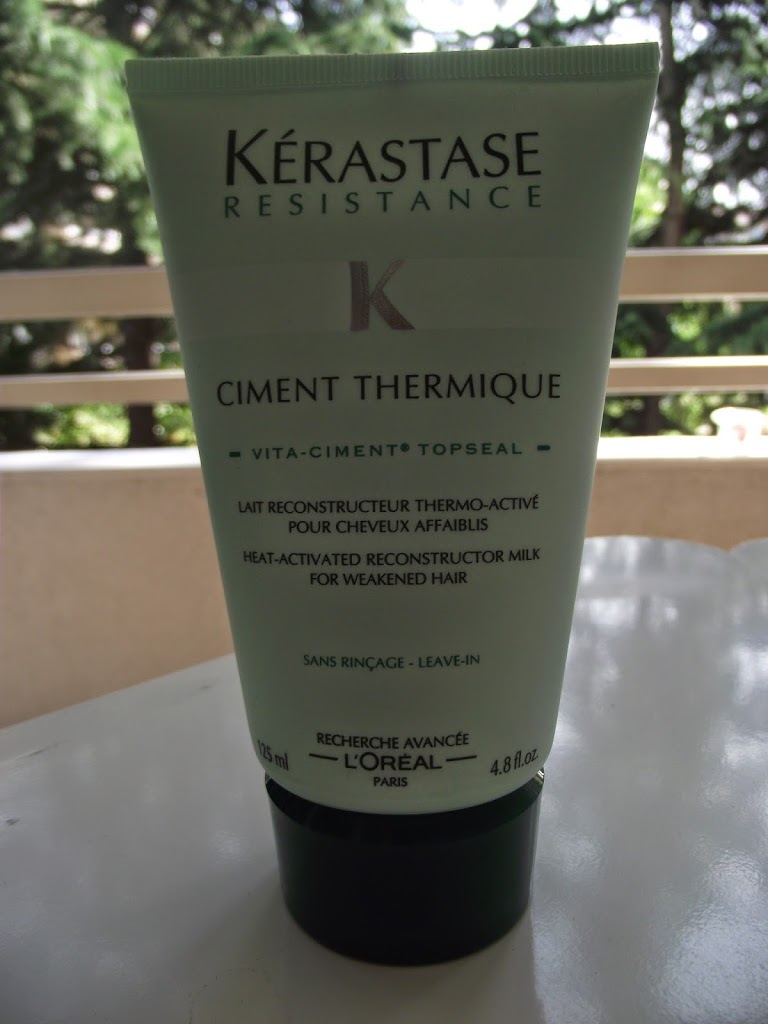 KÉRASTASE
RESISTANCE
K
CIMENT THERMIQUE
- VITA-CIMENT® TOPSEAL -
LAIT RECONSTRUCTEUR THERMO-ACTIVÉ
POUR CHEVEUX AFFAIBLIS
HEAT-ACTIVATED RECONSTRUCTOR MILK
FOR WEAKENED HAIR
SANS RINÇAGE - LEAVE-IN
RECHERCHE AVANCÉE
125 ml — L'ORÉAL — 4.8 fl.oz.
PARIS